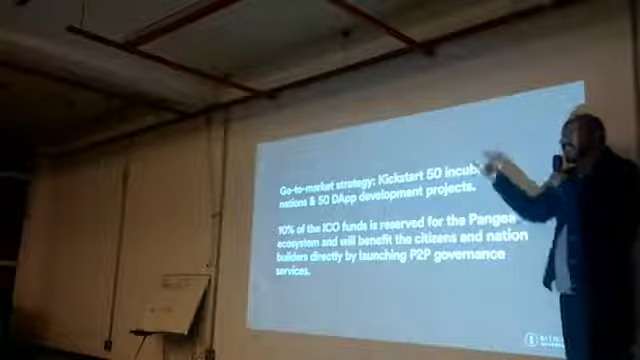 Go-to-market strategy: Kickstart 50
nations & 50 DApp development projects.
10% of the ICO funds is reserved for the Pangea
ecosystem and will benefit the citizens and nation
builders directly by launching P2P governance
services.